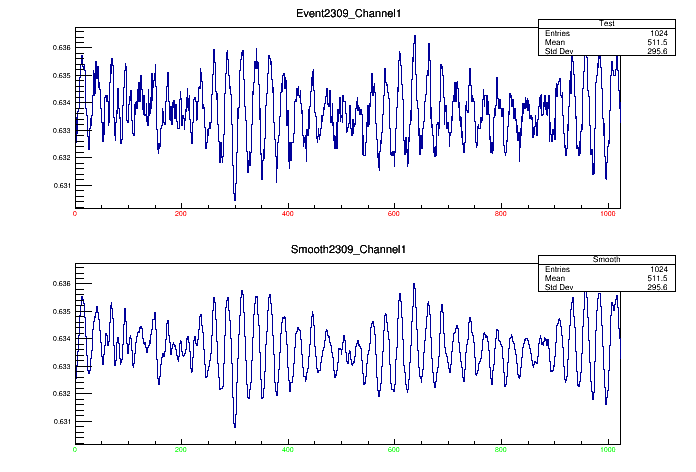 Event2309_Channel1
Test
Entries 1024
Mean 511.5
Std Dev 295.6
0.636
0.635
0.634
0.633
0.632
0.631
0 200 400 600 800 1000
Smooth2309_Channel1
Smooth
Entries 1024
Mean 511.5
Std Dev 295.6
0.636
0.635
0.634
0.633
0.632
0.631
0 200 400 600 800 1000